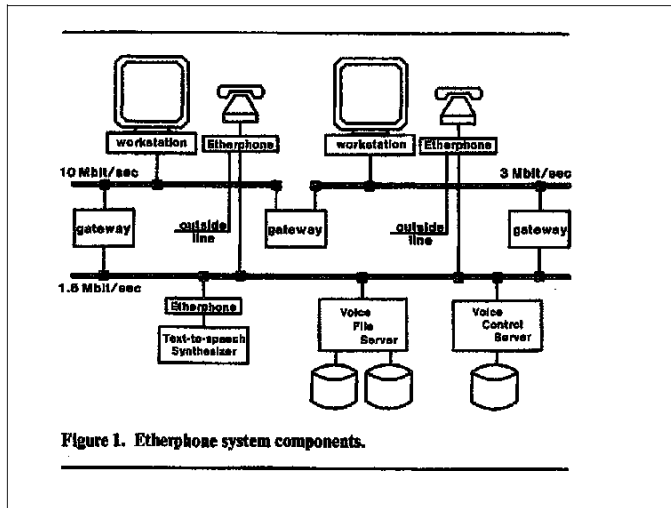 workstation
Etherphone
workstation
Etherphone
10 Mbit/sec
3 Mbit/sec
gateway
outside
line
gateway
outside
line
gateway
1.5 Mbit/sec
Etherphone
Text-to-speech
Synthesizer
Voice
File
Server
Voice
Control
Server
Figure 1. Etherphone system components.